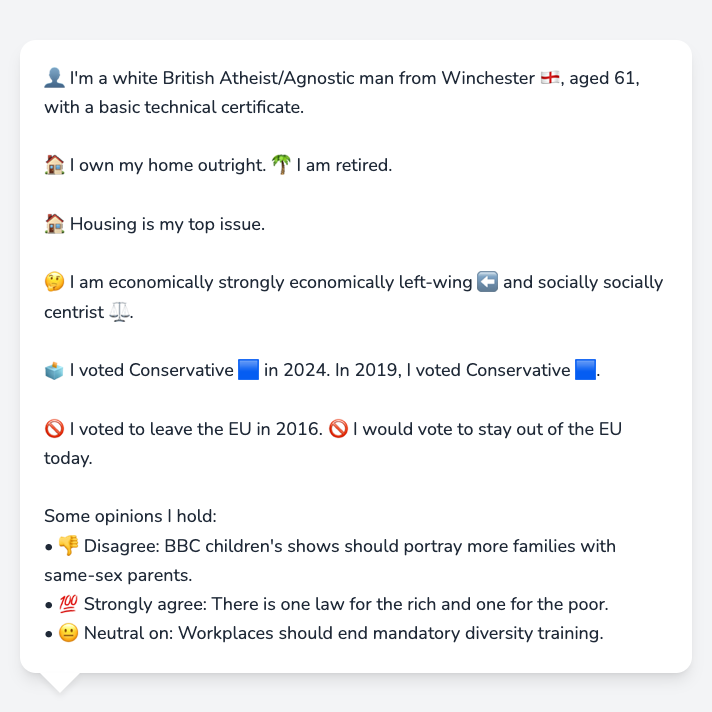 👤 I'm a white British Atheist/Agnostic man from Winchester 🏴󠁧󠁢󠁥󠁮󠁧󠁿, aged 61,
with a basic technical certificate.
🏠 I own my home outright. 🌴 I am retired.
🏠 Housing is my top issue.
🤔 I am economically strongly economically left-wing ⬅️ and socially socially
centrist ⚖️.
🗳️ I voted Conservative 🟦 in 2024. In 2019, I voted Conservative 🟦.
🚫 I voted to leave the EU in 2016. 🚫 I would vote to stay out of the EU
today.
Some opinions I hold:
• 👎 Disagree: BBC children's shows should portray more families with
same-sex parents.
• 💯 Strongly agree: There is one law for the rich and one for the poor.
• 😐 Neutral on: Workplaces should end mandatory diversity training.